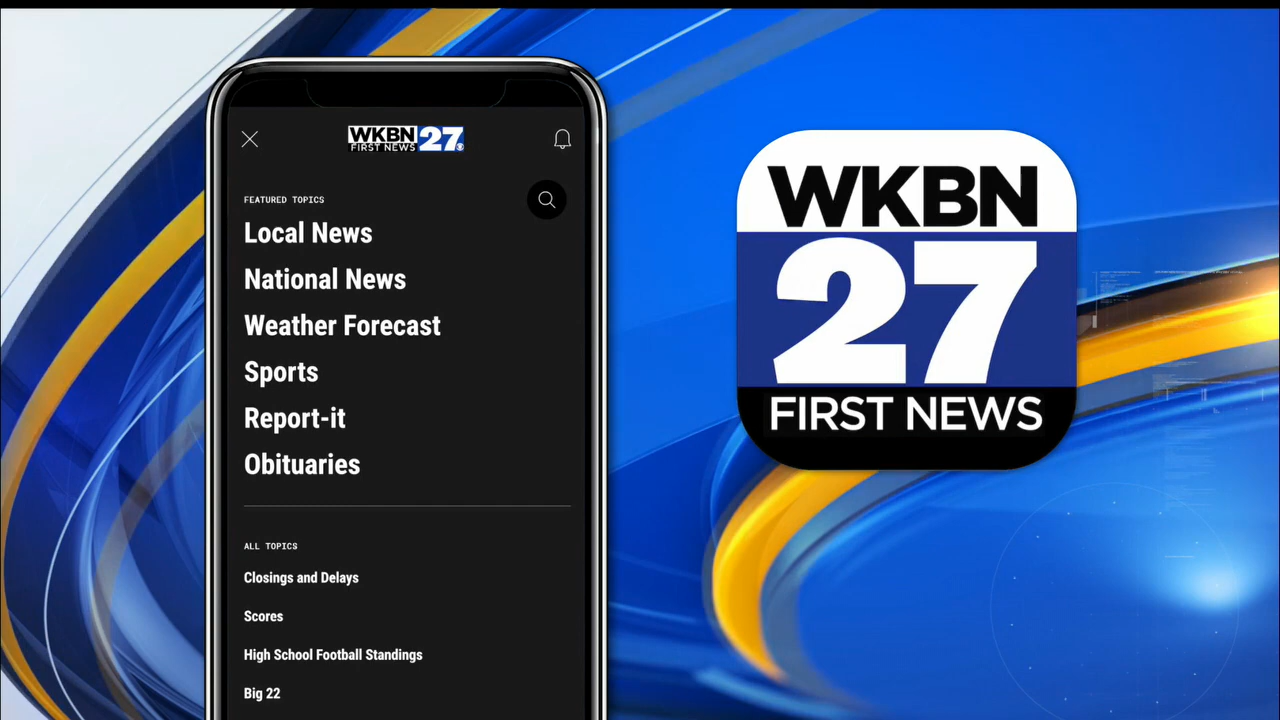 WKBN 27
FIRST NEWS
FEATURED TOPICS
Local News
National News
Weather Forecast
Sports
Report-it
Obituaries
ALL TOPICS
Closings and Delays
Scores
High School Football Standings
Big 22
WKBN
27
FIRST NEWS